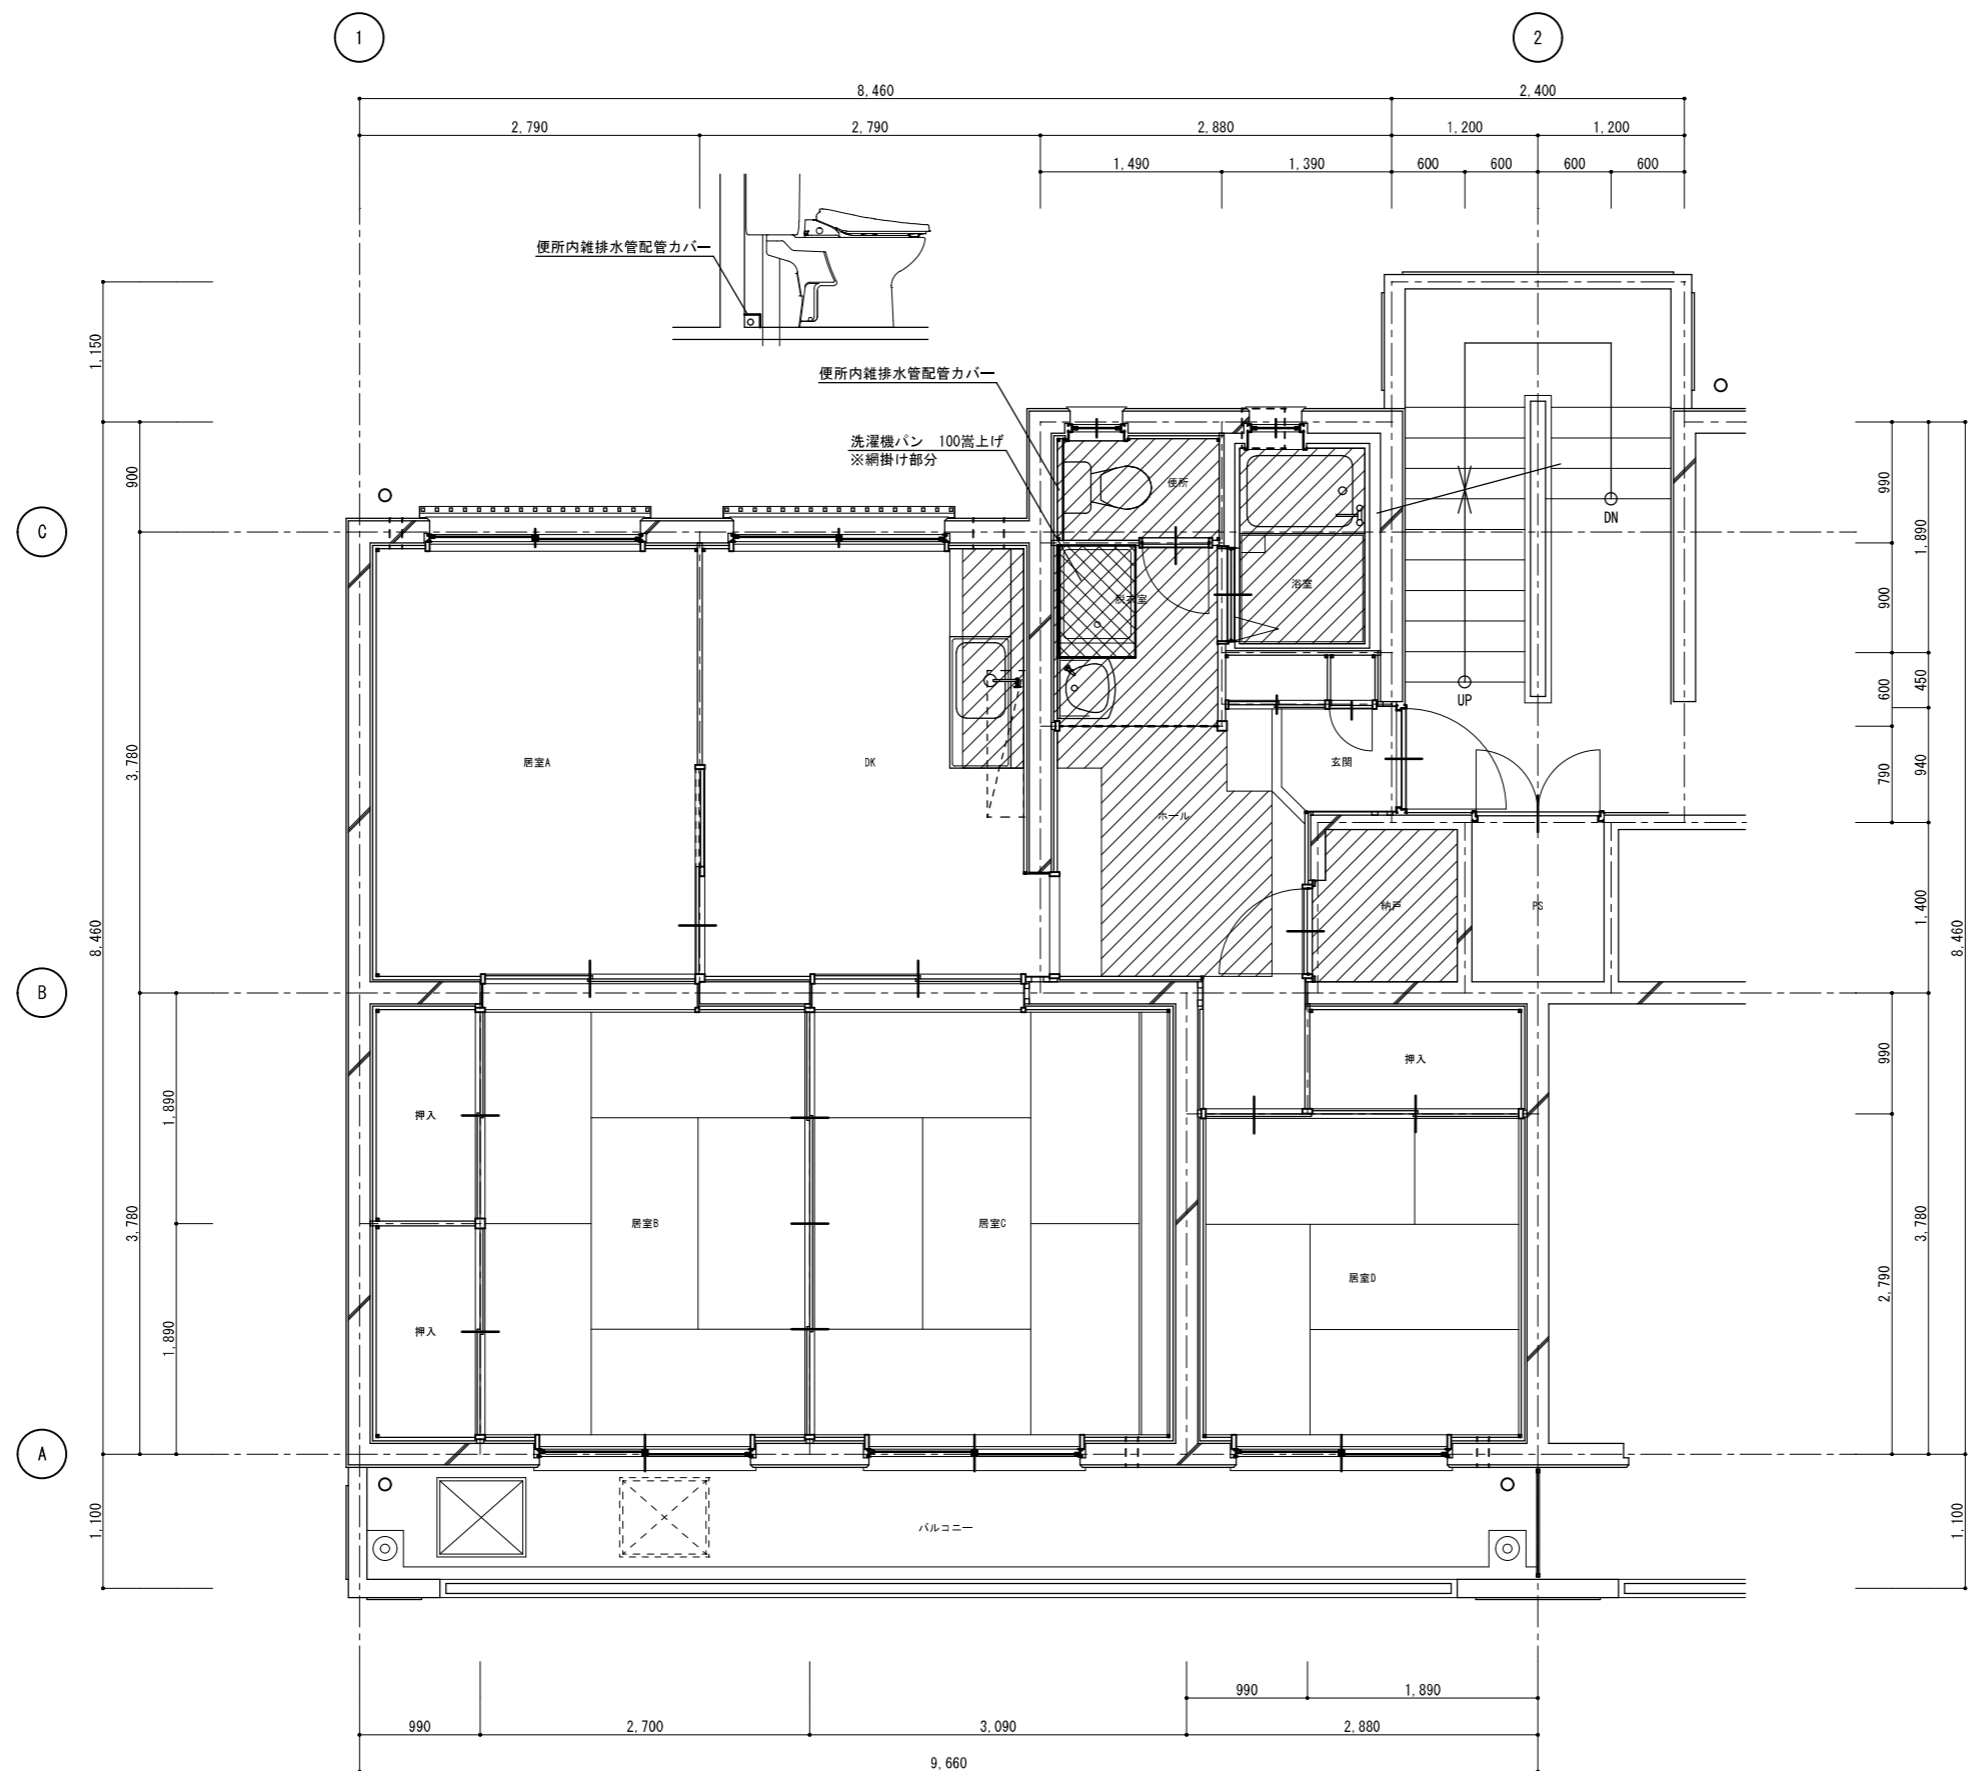 1
2
8,460
2,400
2,790
2,790
2,880
1,200
1,200
1,490
1,390
600
600
600
600
便所内雑排水管配管カバー
便所内雑排水管配管カバー
洗濯機パン 100嵩上げ
※網掛け部分
1,150
900
3,780
8,460
3,780
1,890
1,890
1,100
C
B
A
便所
浴室
脱衣室
DN
UP
居室A
DK
玄関
ホール
納戸
PS
押入
押入
押入
居室B
居室C
居室D
バルコニー
990
1,890
900
600
450
790
940
1,400
8,460
990
3,780
2,790
1,100
990
1,890
990
2,700
3,090
2,880
9,660